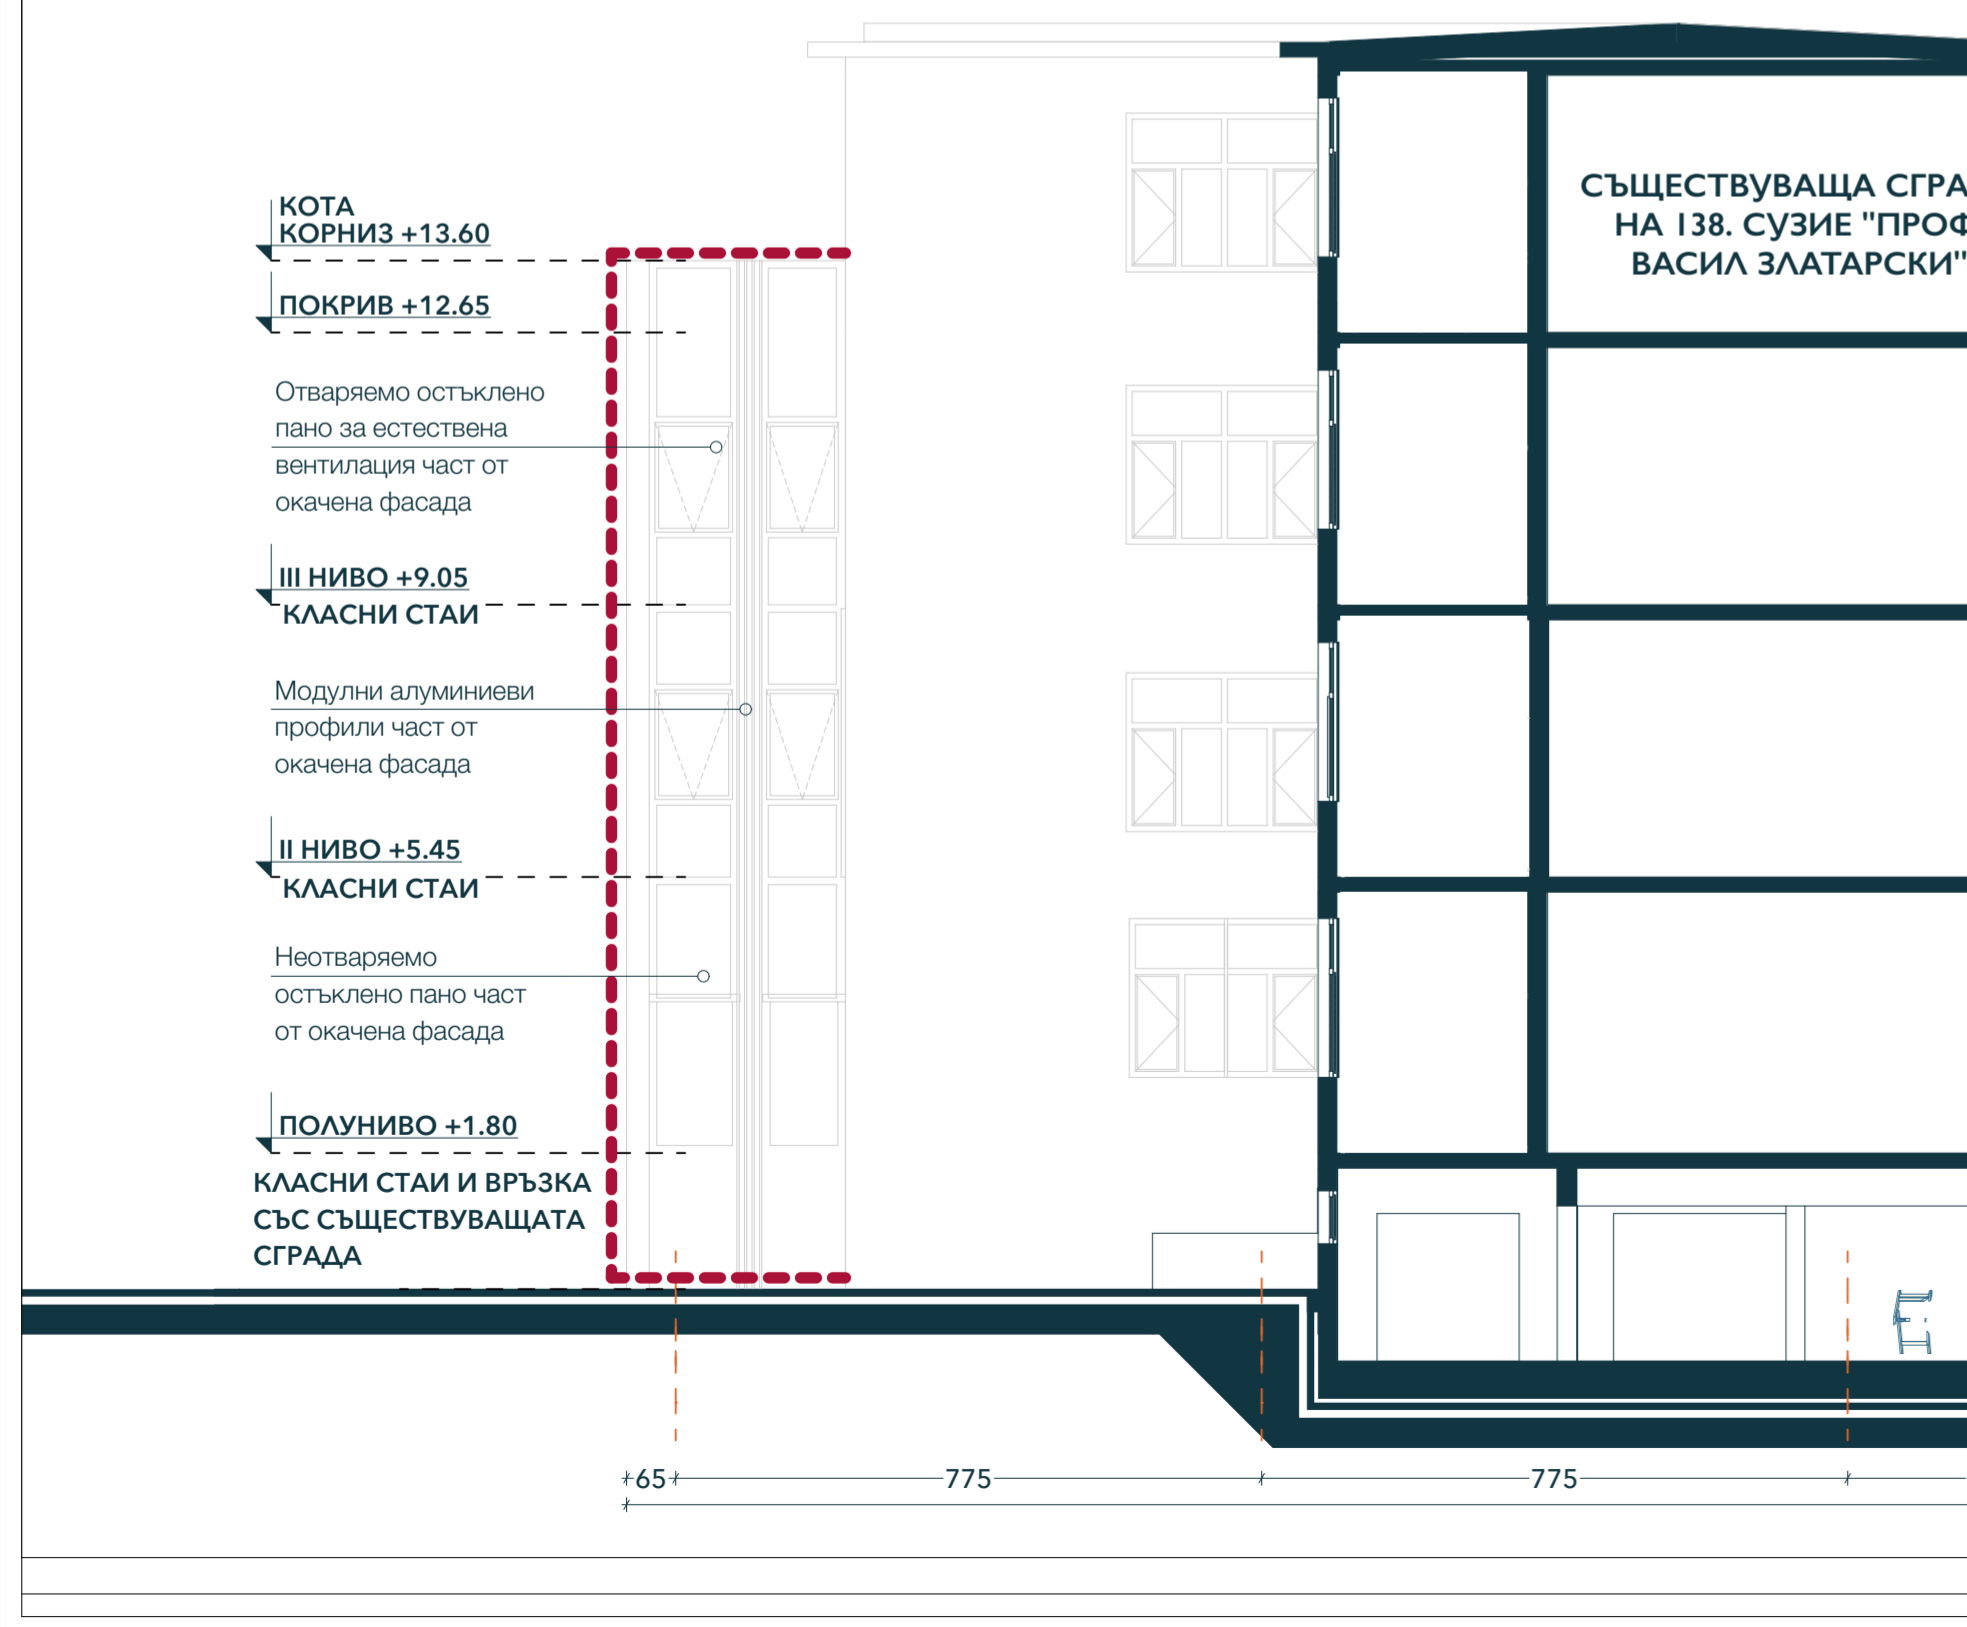 КОТА
КОРНИЗ +13.60
ПОКРИВ +12.65
Отваряемо остъклено
пано за естествена
вентилация част от
окачена фасада
III НИВО +9.05
КЛАСНИ СТАИ
Модулни алуминиеви
профили част от
окачена фасада
II НИВО +5.45
КЛАСНИ СТАИ
Неотваряемо
остъклено пано част
от окачена фасада
ПОЛУНИВО +1.80
КЛАСНИ СТАИ И ВРЪЗКА
СЪС СЪЩЕСТВУВАЩАТА
СГРАДА
СЪЩЕСТВУВАЩА СГРА
НА 138. СУЗИЕ "ПРОФ
ВАСИЛ ЗЛАТАРСКИ"
65 775 775